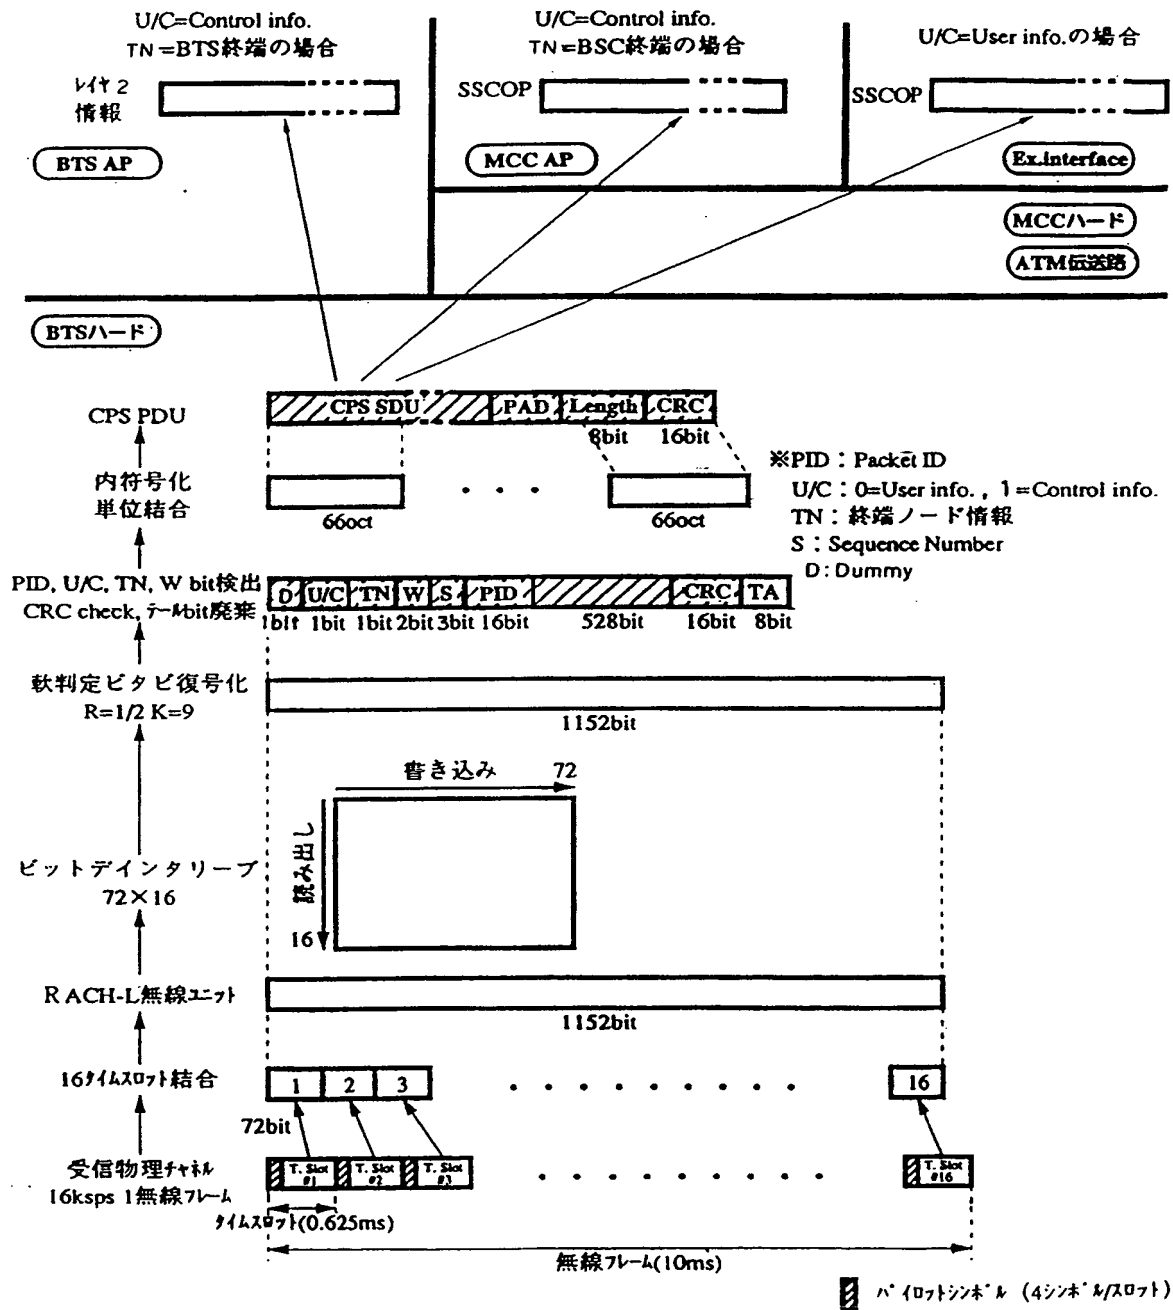 U/C=Control info.
TN=BTS終端の場合
U/C=Control info.
TN=BSC終端の場合
U/C=User info.の場合
レイヤ2
情報
SSCOP
SSCOP
BTS AP
MCC AP
Ex.interface
MCCハード
ATM伝送路
BTSハード
CPS PDU
CPS SDU
PAD
Length
CRC
8bit
16bit
内符号化
単位結合
66oct
66oct
※PID:Packet ID
U/C:0=User info. , 1=Control info.
TN:終端ノード情報
S:Sequence Number
D:Dummy
PID, U/C, TN, W bit検出
CRC check, テールbit廃棄
D U/C TN W S PID CRC TA
1bit 1bit 1bit 2bit 3bit 16bit 528bit 16bit 8bit
軟判定ビタビ復号化
R=1/2 K=9
1152bit
書き込み 72
読み出し
16
ビットデインタリーブ
72×16
RACH-L無線ユニット
1152bit
16タイムスロット結合
1 2 3 16
72bit
受信物理チャネル
16ksps 1無線フレーム
T. Slot #1
T. Slot #2
T. Slot #3
T. Slot #16
タイムスロット(0.625ms)
無線フレーム(10ms)
パイロットシンボル (4シンボル/スロット)